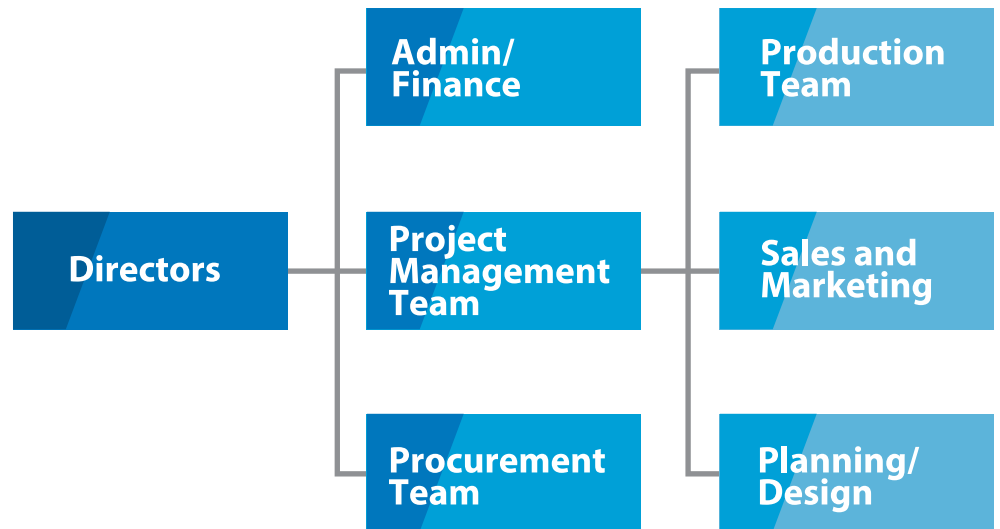 Directors
Admin/
Finance
Project
Management
Team
Procurement
Team
Production
Team
Sales and
Marketing
Planning/
Design